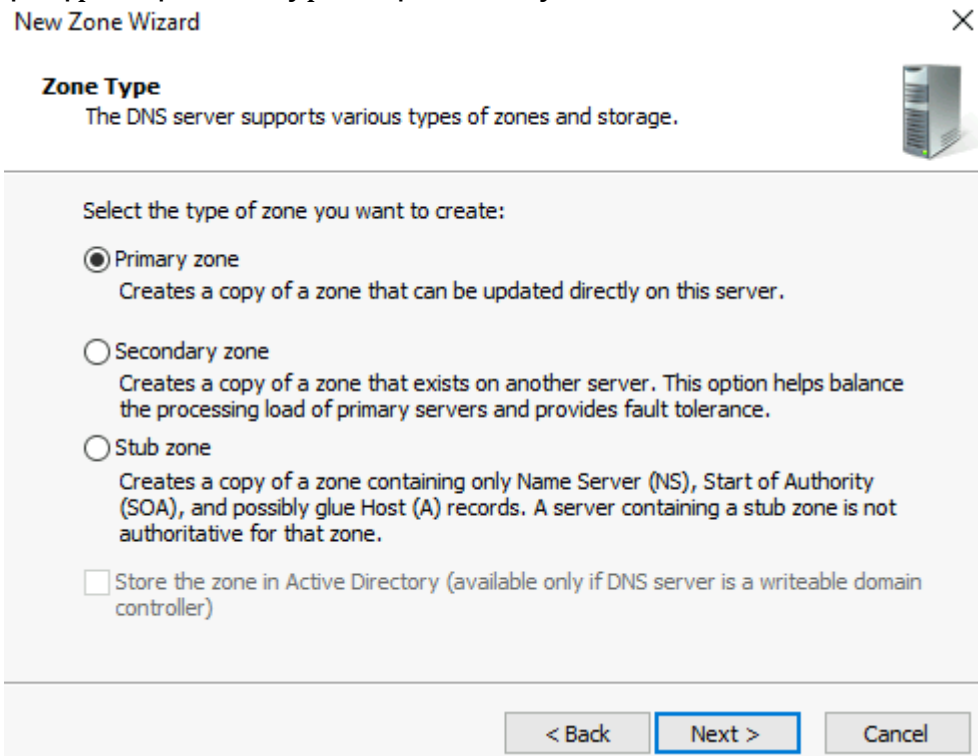 New Zone Wizard
Zone Type
The DNS server supports various types of zones and storage.
Select the type of zone you want to create:
Primary zone
Creates a copy of a zone that can be updated directly on this server.
Secondary zone
Creates a copy of a zone that exists on another server. This option helps balance
the processing load of primary servers and provides fault tolerance.
Stub zone
Creates a copy of a zone containing only Name Server (NS), Start of Authority
(SOA), and possibly glue Host (A) records. A server containing a stub zone is not
authoritative for that zone.
Store the zone in Active Directory (available only if DNS server is a writeable domain
controller)
< Back Next > Cancel